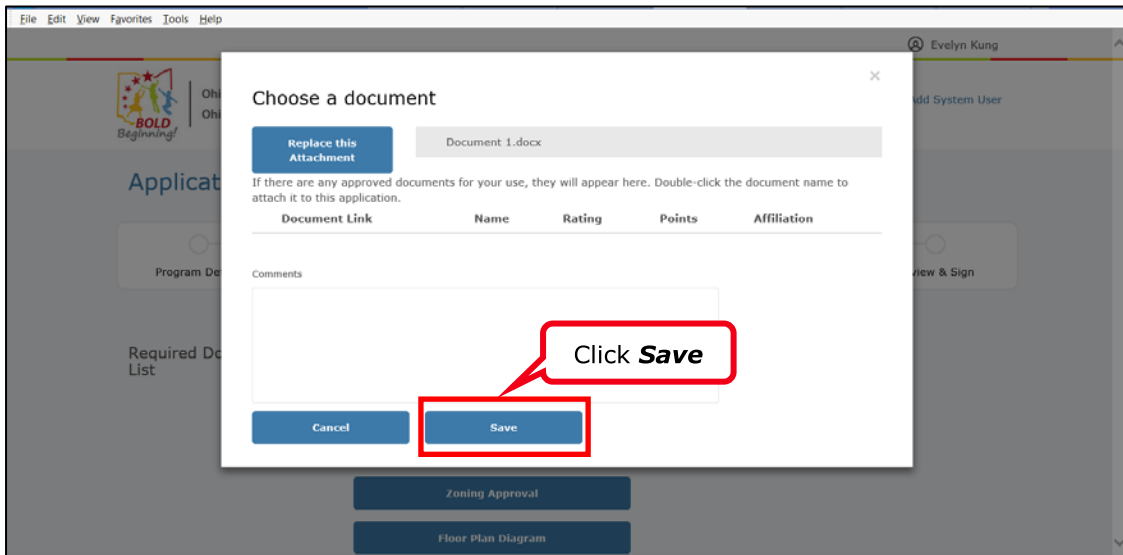 File Edit View Favorites Tools Help
Evelyn Kung
BOLD
Beginning!
Ohi
Ohi
Add System User
Choose a document
×
Replace this
Attachment
Document 1.docx
If there are any approved documents for your use, they will appear here. Double-click the document name to
attach it to this application.
Document Link Name Rating Points Affiliation
Applicat
Program De
view & Sign
Comments
Required Do
List
Click Save
Cancel Save
Zoning Approval
Floor Plan Diagram